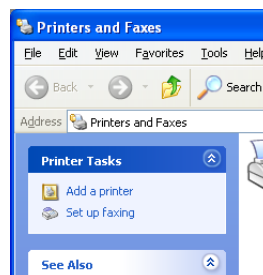 Printers and Faxes
File Edit View Favorites Tools Help
Back Search
Address Printers and Faxes
Printer Tasks
Add a printer
Set up faxing
See Also